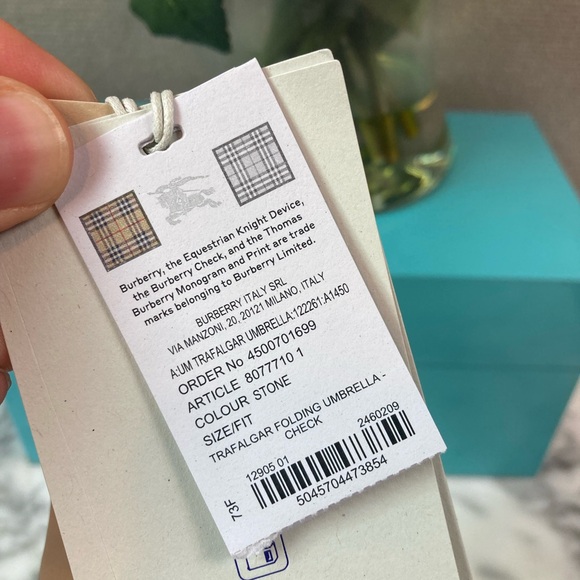 Burberry, the Equestrian Knight Device,
the Burberry Check, and the Thomas
Burberry Monogram and Print are trade
marks belonging to Burberry Limited.
BURBERRY ITALY SRL
VIA MANZONI, 20, 20121 MILANO, ITALY
A:UM TRAFALGAR UMBRELLA:122261:A1450
ORDER No 4500701699
ARTICLE 8077710 1
COLOUR STONE
SIZE/FIT
TRAFALGAR FOLDING UMBRELLA -
CHECK
12905 01 2460209
73F
5045704473854